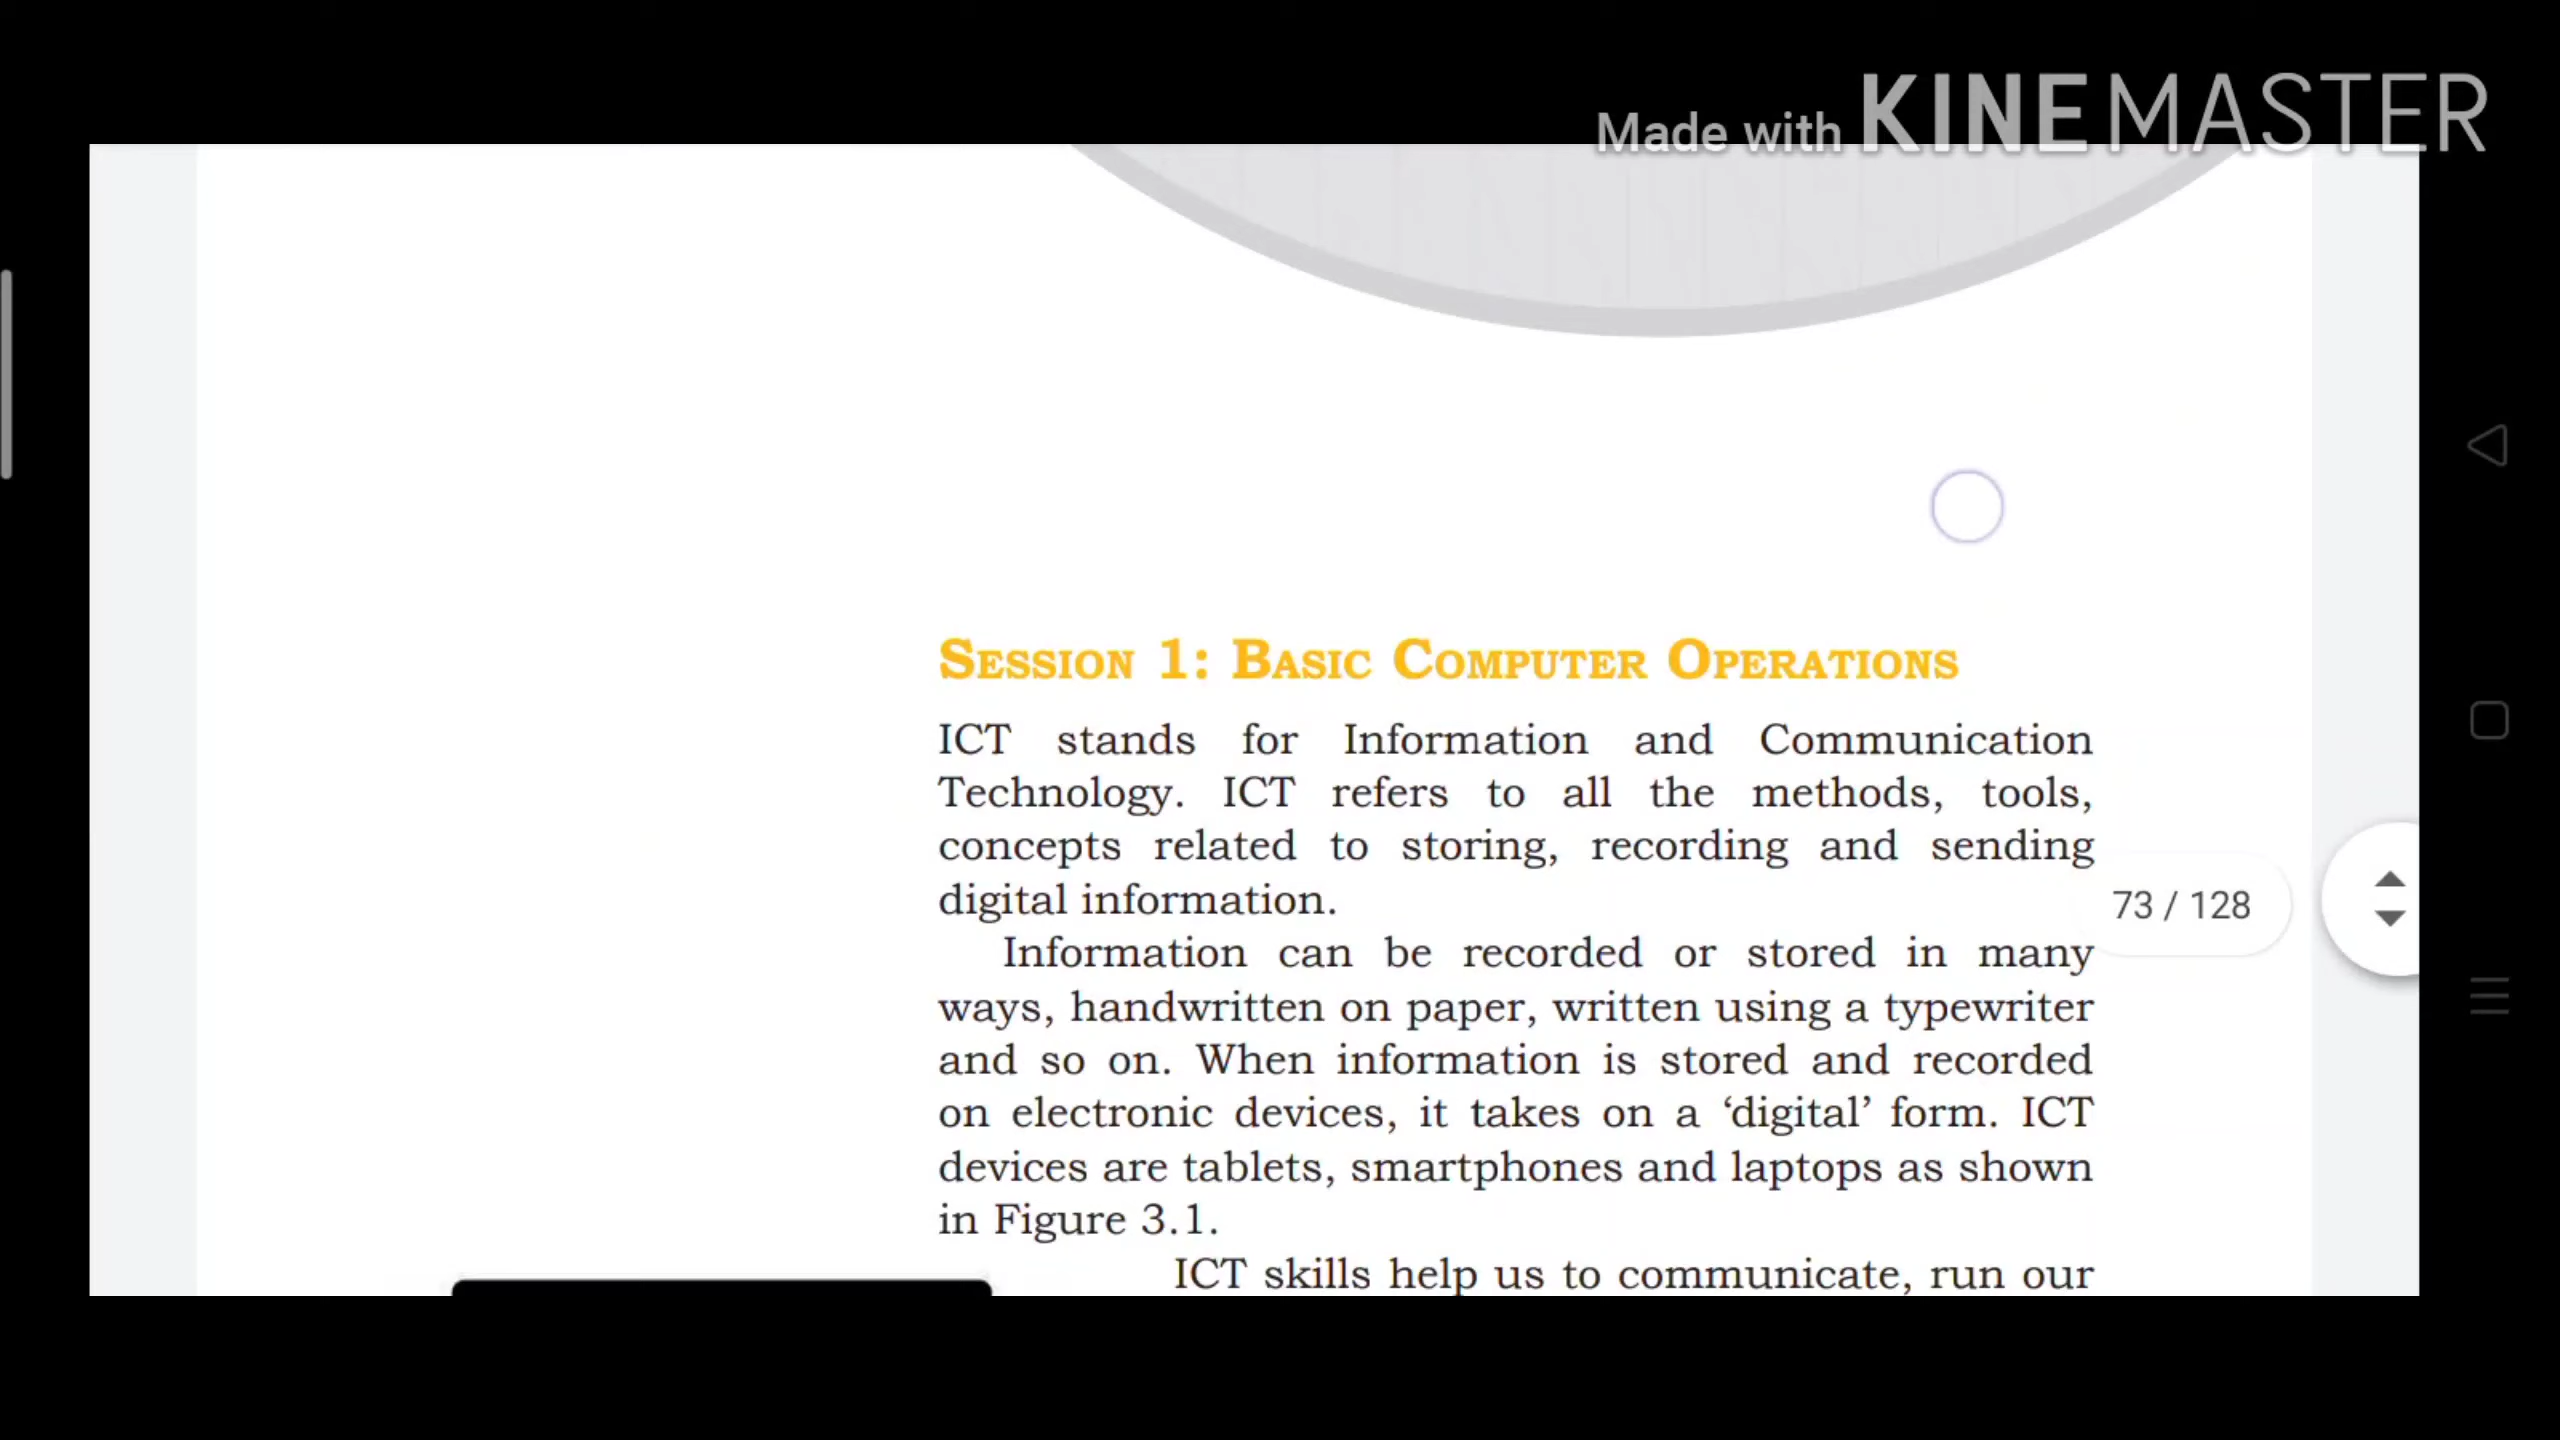 Made with KINEMASTER
SESSION 1: BASIC COMPUTER OPERATIONS
ICT stands for Information and Communication
Technology. ICT refers to all the methods, tools,
concepts related to storing, recording and sending
digital information.
73 / 128
Information can be recorded or stored in many
ways, handwritten on paper, written using a typewriter
and so on. When information is stored and recorded
on electronic devices, it takes on a ‘digital’ form. ICT
devices are tablets, smartphones and laptops as shown
in Figure 3.1.
ICT skills help us to communicate, run our